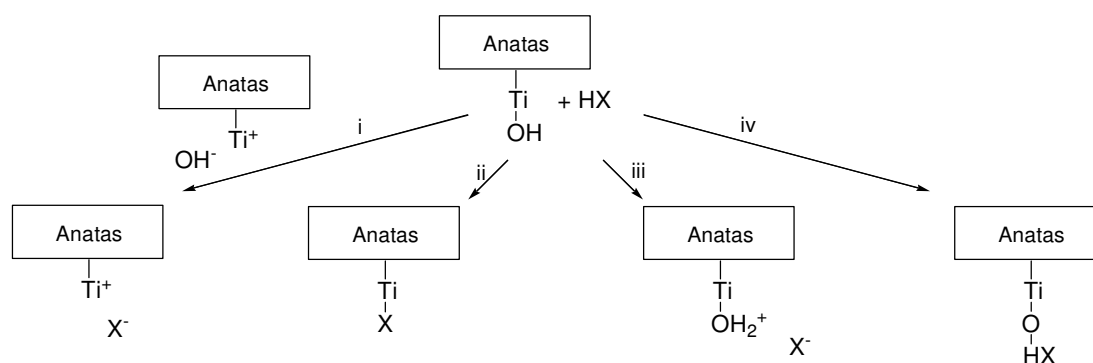 Anatas
Ti
OH
+ HX
Anatas
Ti⁺
OH⁻
i
ii
iii
iv
Anatas
Ti⁺
X⁻
Anatas
Ti
X
Anatas
Ti
OH₂⁺
X⁻
Anatas
Ti
O
HX